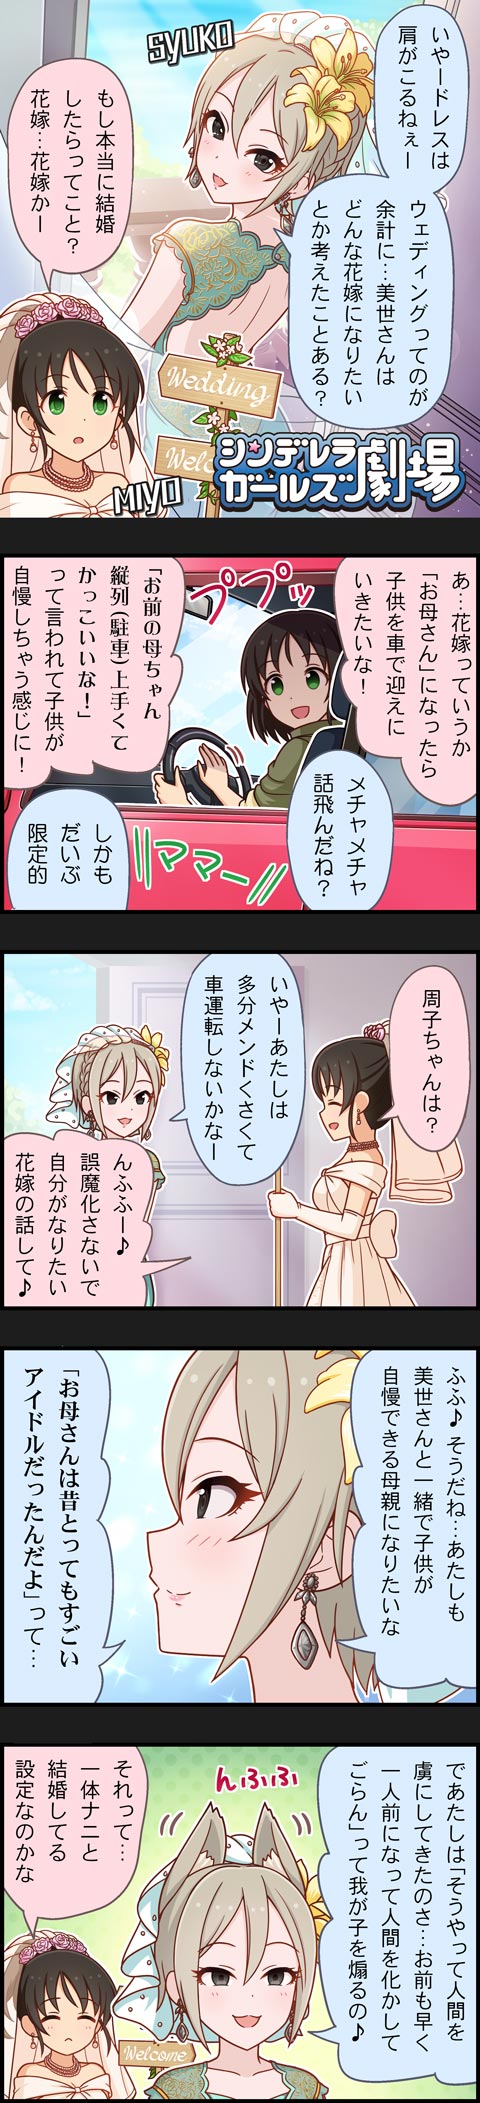 SYUKO
いやードレスは
肩がこるねぇー
ウェディングってのが
余計に…美世さんは
どんな花嫁になりたい
とか考えたことある？
もし本当に結婚
したらってこと？
花嫁…花嫁かー
Wedding
Welc
MIYO
シンデレラ
ガールズ劇場
あ…花嫁っていうか
「お母さん」になったら
子供を車で迎えに
いきたいな！
ププッ
「お前の母ちゃん
縦列（駐車）上手くて
かっこいいな！」
って言われて子供が
自慢しちゃう感じに！
メチャメチャ
話飛んだね？
ママー
しかも
だいぶ
限定的
周子ちゃんは？
いやーあたしは
多分メンドくさくて
車運転しないかなー
んふふー♪
誤魔化さないで
自分がなりたい
花嫁の話して♪
ふふ♪そうだね…あたしも
美世さんと一緒で子供が
自慢できる母親になりたいな
「お母さんは昔とってもすごい
アイドルだったんだよ」って…
であたしは「そうやって人間を
虜にしてきたのさ…お前も早く
一人前になって人間を化かして
ごらん」って我が子を煽るの♪
んふふふ
それって…
一体ナニと
結婚してる
設定なのかな
Welcome